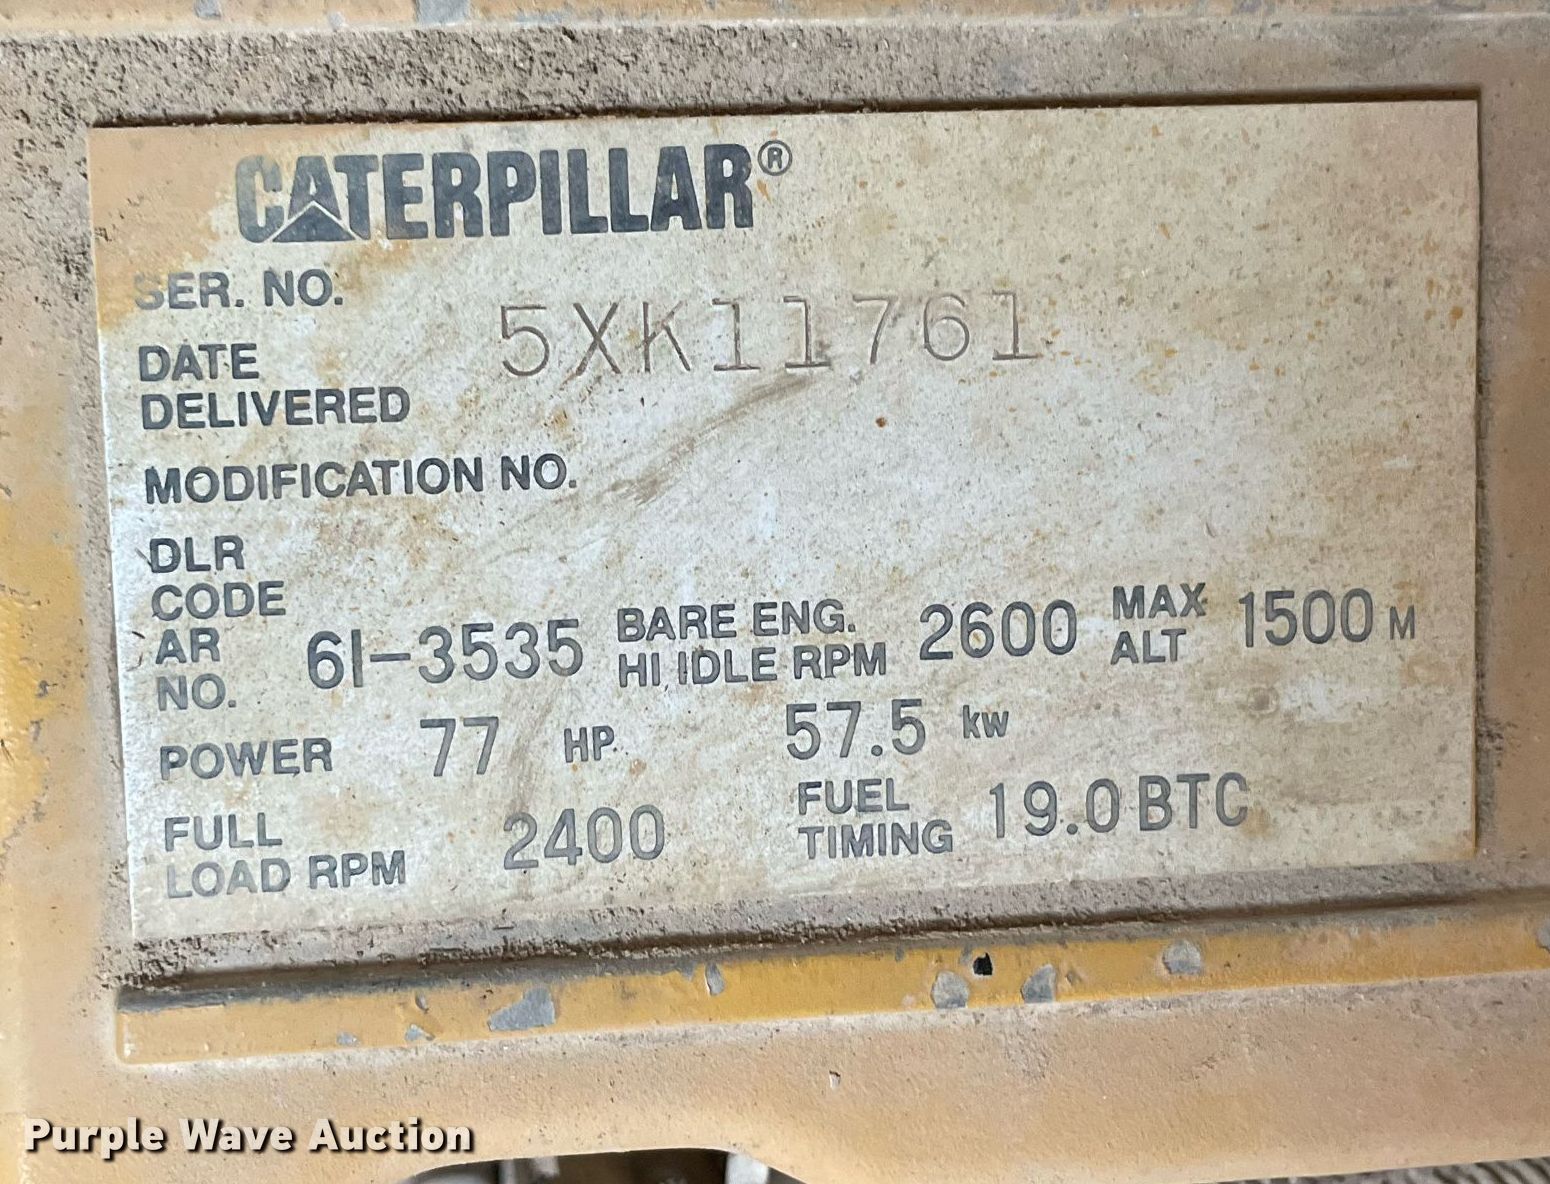 CATERPILLAR®
SER. NO. 5XK11761
DATE
DELIVERED
MODIFICATION NO.
DLR
CODE
AR
NO. 6I-3535 BARE ENG.
HI IDLE RPM 2600 MAX
ALT 1500 M
POWER 77 HP 57.5 kw
FULL
LOAD RPM 2400 FUEL
TIMING 19.0 BTC
Purple Wave Auction